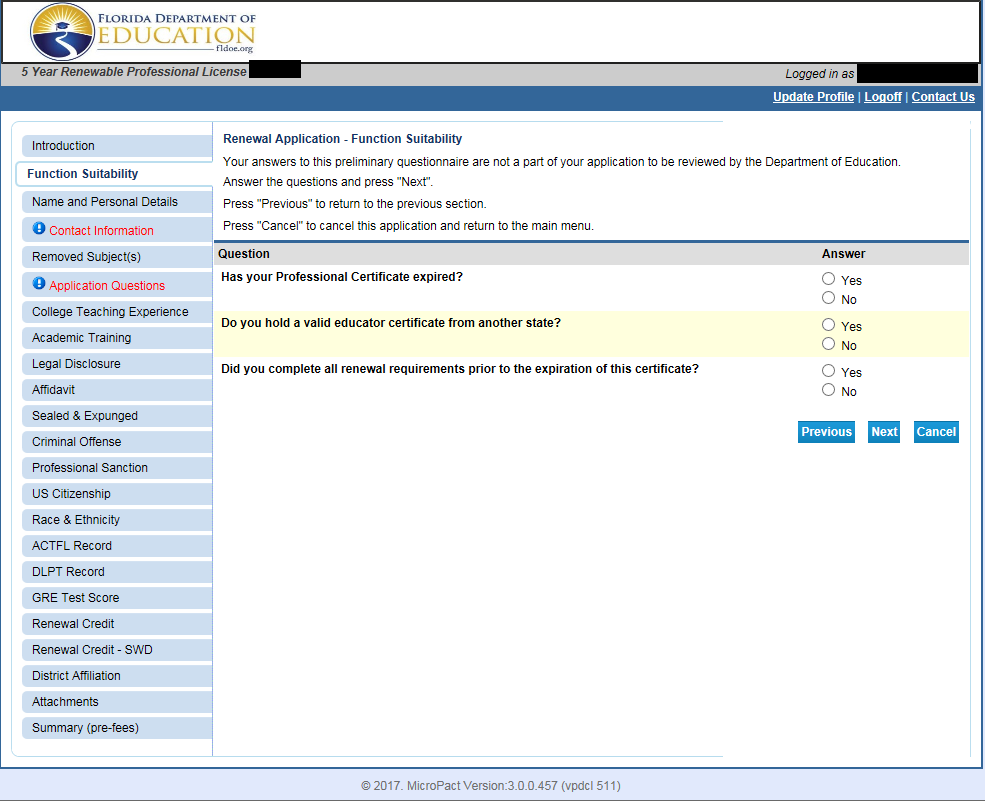 FLORIDA DEPARTMENT OF
EDUCATION
fldoe.org
5 Year Renewable Professional License
Logged in as
Update Profile | Logoff | Contact Us
Introduction
Function Suitability
Name and Personal Details
Contact Information
Removed Subject(s)
Application Questions
College Teaching Experience
Academic Training
Legal Disclosure
Affidavit
Sealed & Expunged
Criminal Offense
Professional Sanction
US Citizenship
Race & Ethnicity
ACTFL Record
DLPT Record
GRE Test Score
Renewal Credit
Renewal Credit - SWD
District Affiliation
Attachments
Summary (pre-fees)
Renewal Application - Function Suitability
Your answers to this preliminary questionnaire are not a part of your application to be reviewed by the Department of Education.
Answer the questions and press "Next".
Press "Previous" to return to the previous section.
Press "Cancel" to cancel this application and return to the main menu.
Question Answer
Has your Professional Certificate expired?
Yes
No
Do you hold a valid educator certificate from another state?
Yes
No
Did you complete all renewal requirements prior to the expiration of this certificate?
Yes
No
Previous Next Cancel
© 2017. MicroPact Version:3.0.0.457 (vpdcl 511)